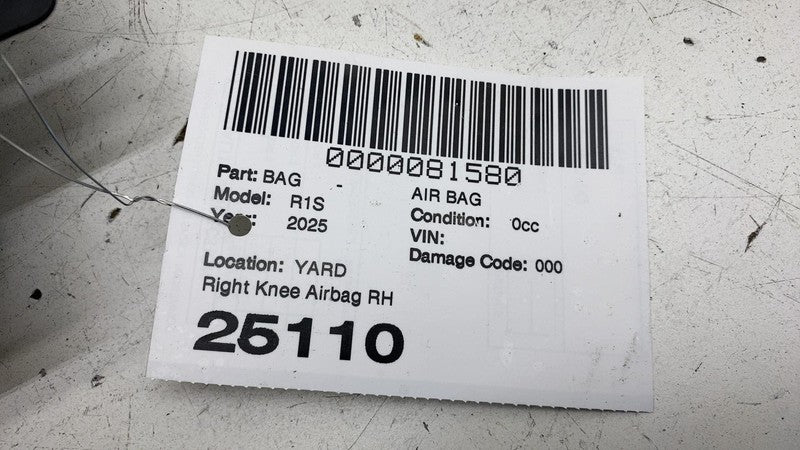 0000081580
Part: BAG - AIR BAG
Model: R1S Condition: 0cc
Year: 2025 VIN:
Damage Code: 000
Location: YARD
Right Knee Airbag RH
25110